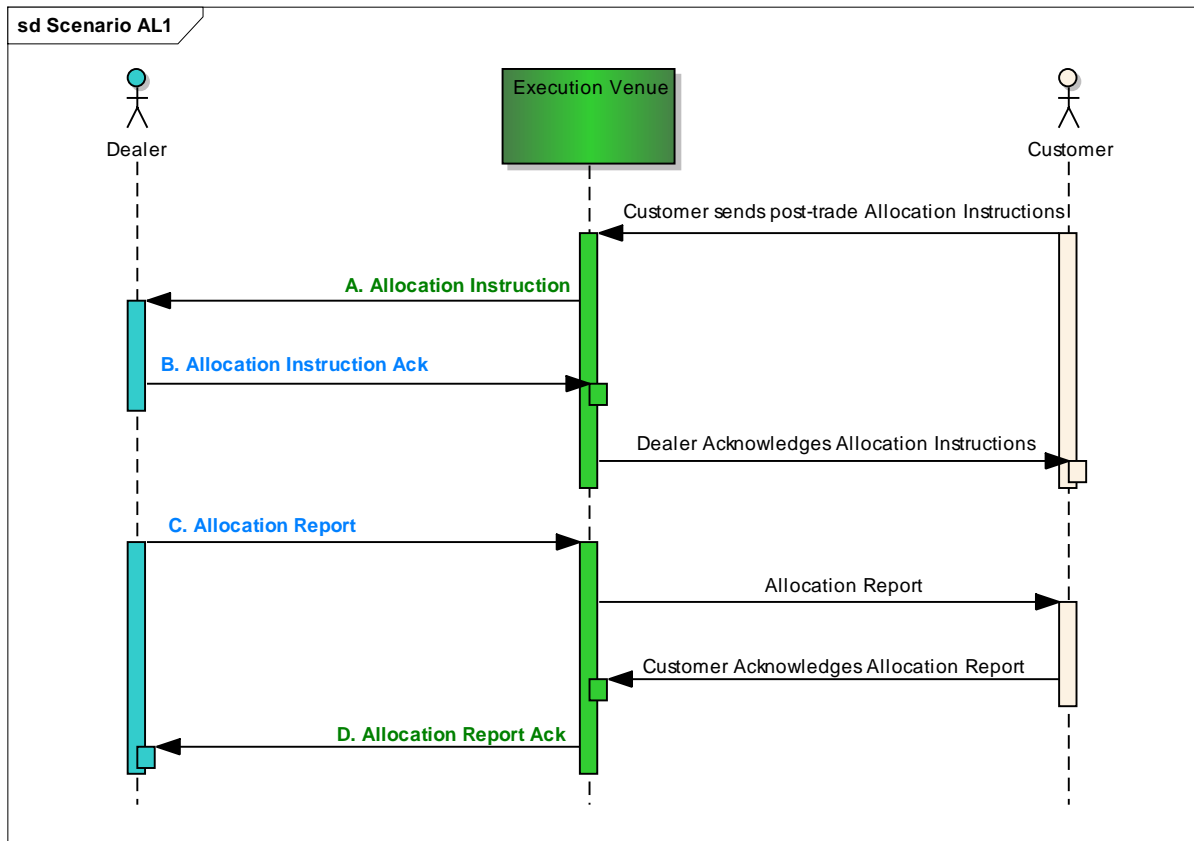 sd Scenario AL1
Execution Venue
Dealer
Customer
Customer sends post-trade Allocation Instructions
A. Allocation Instruction
B. Allocation Instruction Ack
Dealer Acknowledges Allocation Instructions
C. Allocation Report
Allocation Report
Customer Acknowledges Allocation Report
D. Allocation Report Ack